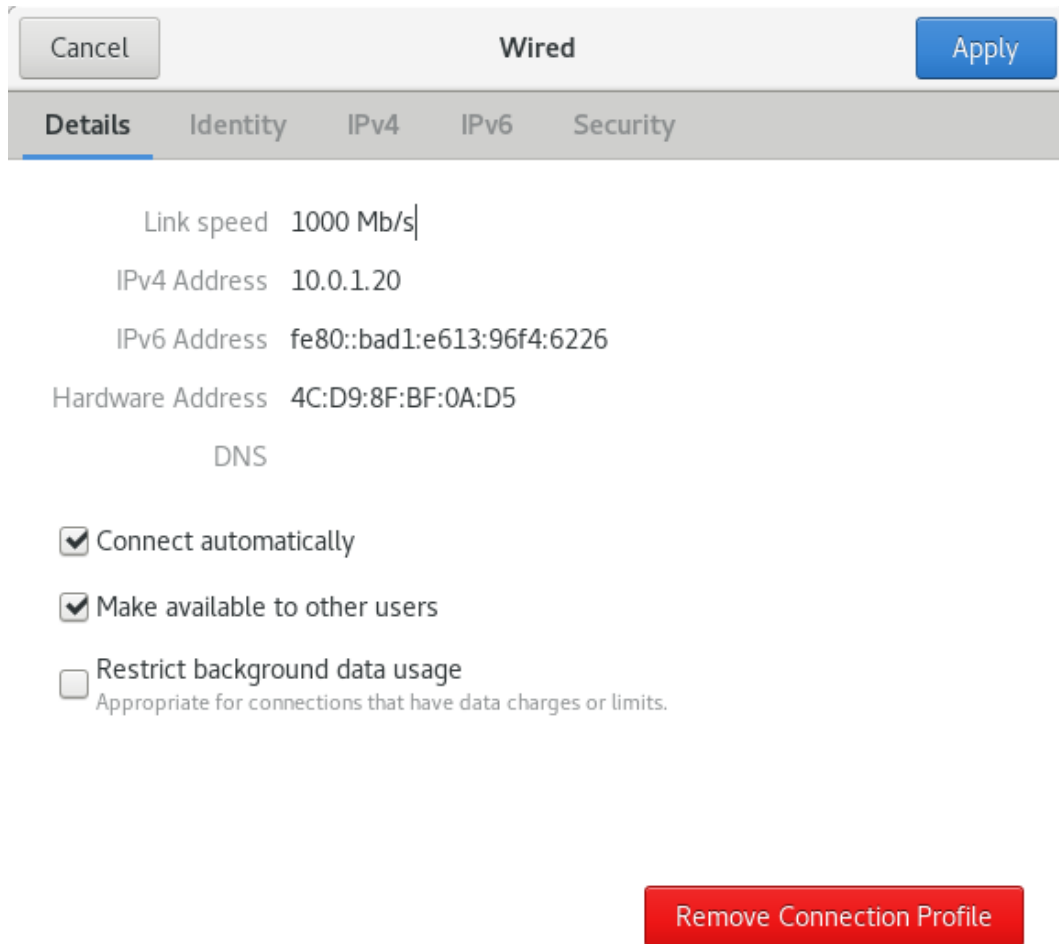 Cancel Wired Apply
Details Identity IPv4 IPv6 Security
Link speed 1000 Mb/s
IPv4 Address 10.0.1.20
IPv6 Address fe80::bad1:e613:96f4:6226
Hardware Address 4C:D9:8F:BF:0A:D5
DNS
Connect automatically
Make available to other users
Restrict background data usage
Appropriate for connections that have data charges or limits.
Remove Connection Profile